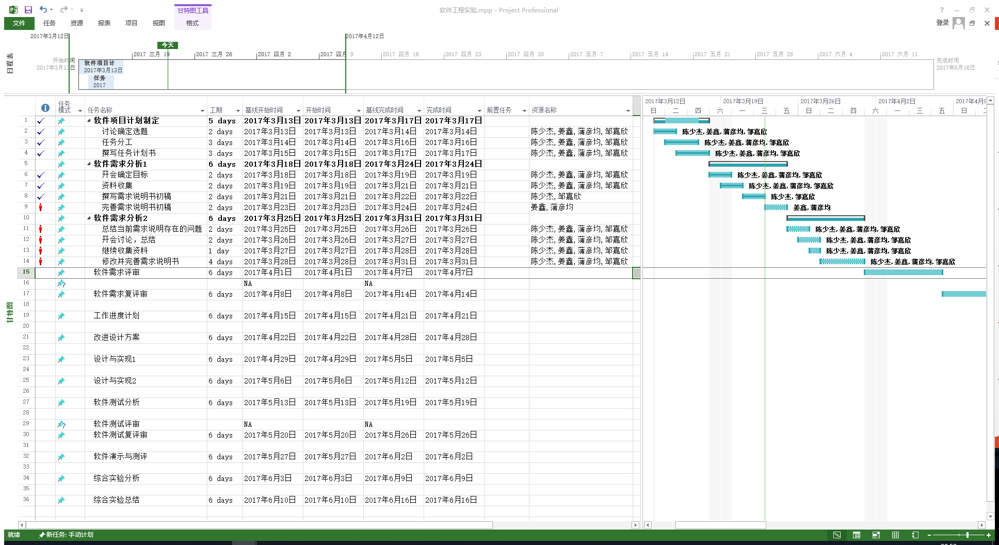 软件工程实验.mpp - Project Professional
甘特图工具
文件 任务 资源 报表 项目 视图 格式 登录
2017年3月12日 2017年4月12日
今天
2017 三月 19 2017 三月 26 2017 四月 2 2017 四月 9 2017 四月 16 2017 四月 23 2017 四月 30 2017 五月 7 2017 五月 14 2017 五月 21 2017 五月 28 2017 六月 4 2017 六月 11
日程表
开始时间
2017年3月13日
软件项目计
2017年3月13日
任务
2017
完成时间
2017年6月16日
任务模式 任务名称 工期 基线开始时间 开始时间 基线完成时间 完成时间 前置任务 资源名称
2017年3月12日 2017年3月19日 2017年3月26日 2017年4月2日 2017年4月9
日 二 四 六 一 三 五 日 二 四 六 一 三 五 日 二
甘特图
1 软件项目计划制定 5 days 2017年3月13日 2017年3月13日 2017年3月17日 2017年3月17日
2 讨论确定选题 2 days 2017年3月13日 2017年3月13日 2017年3月14日 2017年3月14日 陈少杰,姜鑫,蒲彦均,邹嘉欣 陈少杰,姜鑫,蒲彦均,邹嘉欣
3 任务分工 3 days 2017年3月14日 2017年3月14日 2017年3月16日 2017年3月16日 陈少杰,姜鑫,蒲彦均,邹嘉欣 陈少杰,姜鑫,蒲彦均,邹嘉欣
4 撰写任务计划书 3 days 2017年3月15日 2017年3月15日 2017年3月17日 2017年3月17日 陈少杰,姜鑫,蒲彦均,邹嘉欣 陈少杰,姜鑫,蒲彦均,邹嘉欣
5 软件需求分析1 6 days 2017年3月18日 2017年3月18日 2017年3月24日 2017年3月24日
6 开会确定目标 2 days 2017年3月18日 2017年3月18日 2017年3月19日 2017年3月19日 陈少杰,姜鑫,蒲彦均,邹嘉欣 陈少杰,姜鑫,蒲彦均,邹嘉欣
7 资料收集 2 days 2017年3月19日 2017年3月19日 2017年3月21日 2017年3月21日 陈少杰,姜鑫,蒲彦均,邹嘉欣 陈少杰,姜鑫,蒲彦均,邹嘉欣
8 撰写需求说明书初稿 2 days 2017年3月21日 2017年3月21日 2017年3月22日 2017年3月22日 陈少杰,邹嘉欣 陈少杰,邹嘉欣
9 完善需求说明书初稿 2 days 2017年3月23日 2017年3月23日 2017年3月24日 2017年3月24日 姜鑫,蒲彦均 姜鑫,蒲彦均
10 软件需求分析2 6 days 2017年3月25日 2017年3月25日 2017年3月31日 2017年3月31日
11 总结当前需求说明存在的问题 2 days 2017年3月25日 2017年3月25日 2017年3月26日 2017年3月26日 陈少杰,姜鑫,蒲彦均,邹嘉欣 陈少杰,姜鑫,蒲彦均,邹嘉欣
12 开会讨论，总结 2 days 2017年3月26日 2017年3月26日 2017年3月27日 2017年3月27日 陈少杰,姜鑫,蒲彦均,邹嘉欣 陈少杰,姜鑫,蒲彦均,邹嘉欣
13 继续收集资料 1 day 2017年3月27日 2017年3月27日 2017年3月28日 2017年3月28日 陈少杰,姜鑫,蒲彦均,邹嘉欣 陈少杰,姜鑫,蒲彦均,邹嘉欣
14 修改并完善需求说明书 4 days 2017年3月28日 2017年3月28日 2017年3月31日 2017年3月31日 陈少杰,姜鑫,蒲彦均,邹嘉欣 陈少杰,姜鑫,蒲彦均,邹嘉欣
15 软件需求评审 6 days 2017年4月1日 2017年4月1日 2017年4月7日 2017年4月7日
16 NA NA
17 软件需求复评审 6 days 2017年4月8日 2017年4月8日 2017年4月14日 2017年4月14日
18
19 工作进度计划 6 days 2017年4月15日 2017年4月15日 2017年4月21日 2017年4月21日
20
21 改进设计方案 6 days 2017年4月22日 2017年4月22日 2017年4月28日 2017年4月28日
22
23 设计与实现1 6 days 2017年4月29日 2017年4月29日 2017年5月5日 2017年5月5日
24
25 设计与实现2 6 days 2017年5月6日 2017年5月6日 2017年5月12日 2017年5月12日
26
27 软件测试分析 6 days 2017年5月13日 2017年5月13日 2017年5月19日 2017年5月19日
28
29 软件测试评审 NA NA
30 软件测试复评审 6 days 2017年5月20日 2017年5月20日 2017年5月26日 2017年5月26日
31
32 软件演示与测评 6 days 2017年5月27日 2017年5月27日 2017年6月2日 2017年6月2日
33
34 综合实验分析 6 days 2017年6月3日 2017年6月3日 2017年6月9日 2017年6月9日
35
36 综合实验总结 6 days 2017年6月10日 2017年6月10日 2017年6月16日 2017年6月16日
就绪 新任务: 手动计划